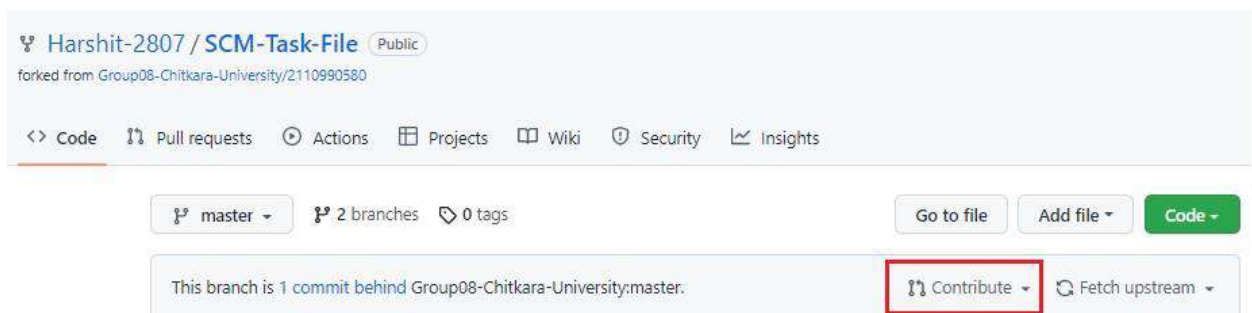 Harshit-2807 / SCM-Task-File Public
forked from Group08-Chitkara-University/2110990580
<> Code Pull requests Actions Projects Wiki Security Insights
master 2 branches 0 tags Go to file Add file Code
This branch is 1 commit behind Group08-Chitkara-University:master. Contribute Fetch upstream